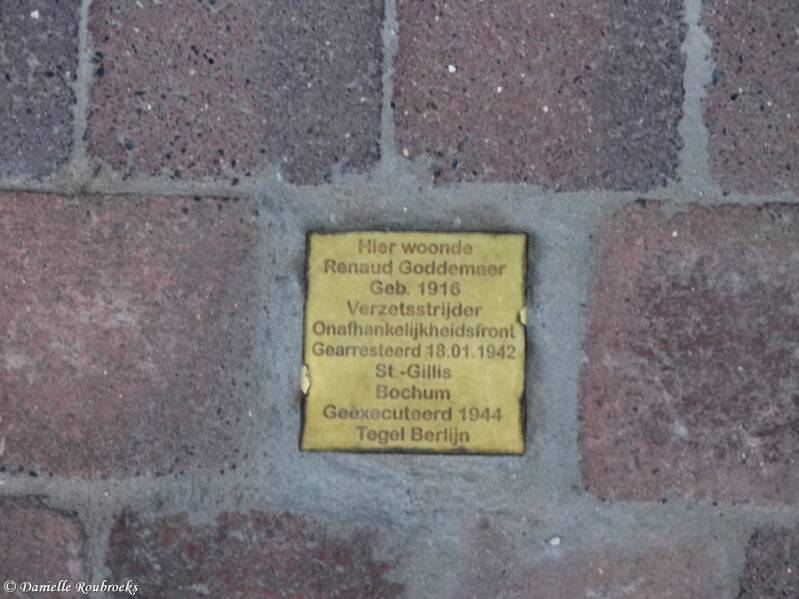 Hier woonde
Renaud Goddemaer
Geb. 1916
Verzetsstrijder
Onafhankelijkheidsfront
Gearresteerd 18.01.1942
St.-Gillis
Bochum
Geëxecuteerd 1944
Tegel Berlijn
© Danielle Roubroeks